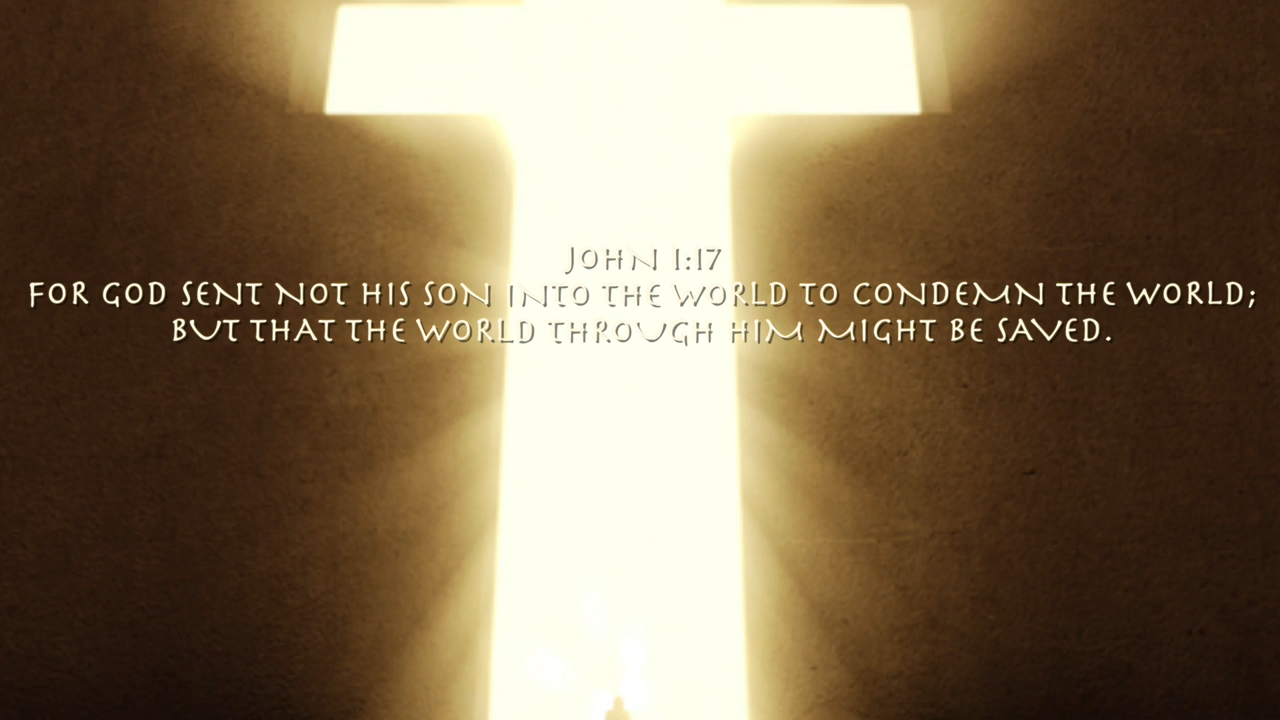 JOHN 1:17
FOR GOD SENT NOT HIS SON INTO THE WORLD TO CONDEMN THE WORLD;
BUT THAT THE WORLD THROUGH HIM MIGHT BE SAVED.